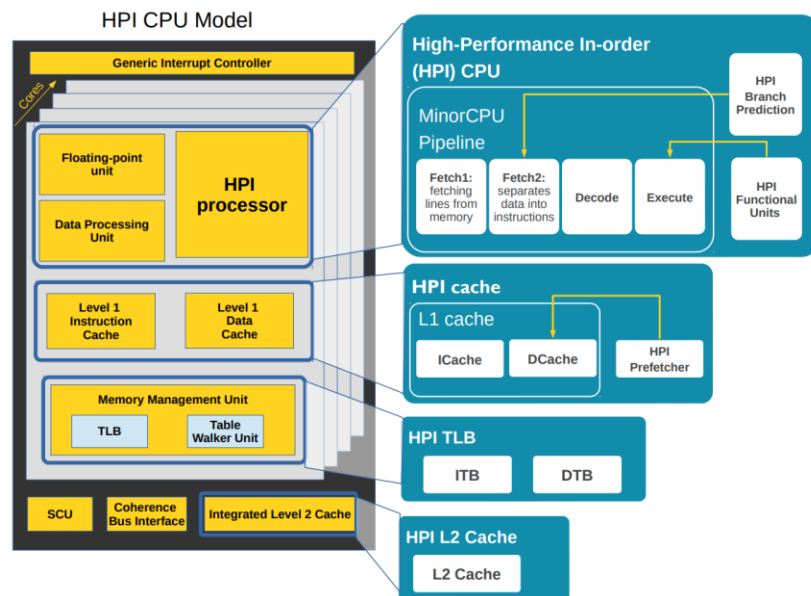 HPI CPU Model
Generic Interrupt Controller
Cores
Floating-point
unit
Data Processing
Unit
HPI
processor
Level 1
Instruction
Cache
Level 1
Data
Cache
Memory Management Unit
TLB
Table
Walker Unit
SCU
Coherence
Bus Interface
Integrated Level 2 Cache
High-Performance In-order
(HPI) CPU
MinorCPU
Pipeline
Fetch1:
fetching
lines from
memory
Fetch2:
separates
data into
instructions
Decode
Execute
HPI
Branch
Prediction
HPI
Functional
Units
HPI cache
L1 cache
ICache
DCache
HPI
Prefetcher
HPI TLB
ITB
DTB
HPI L2 Cache
L2 Cache